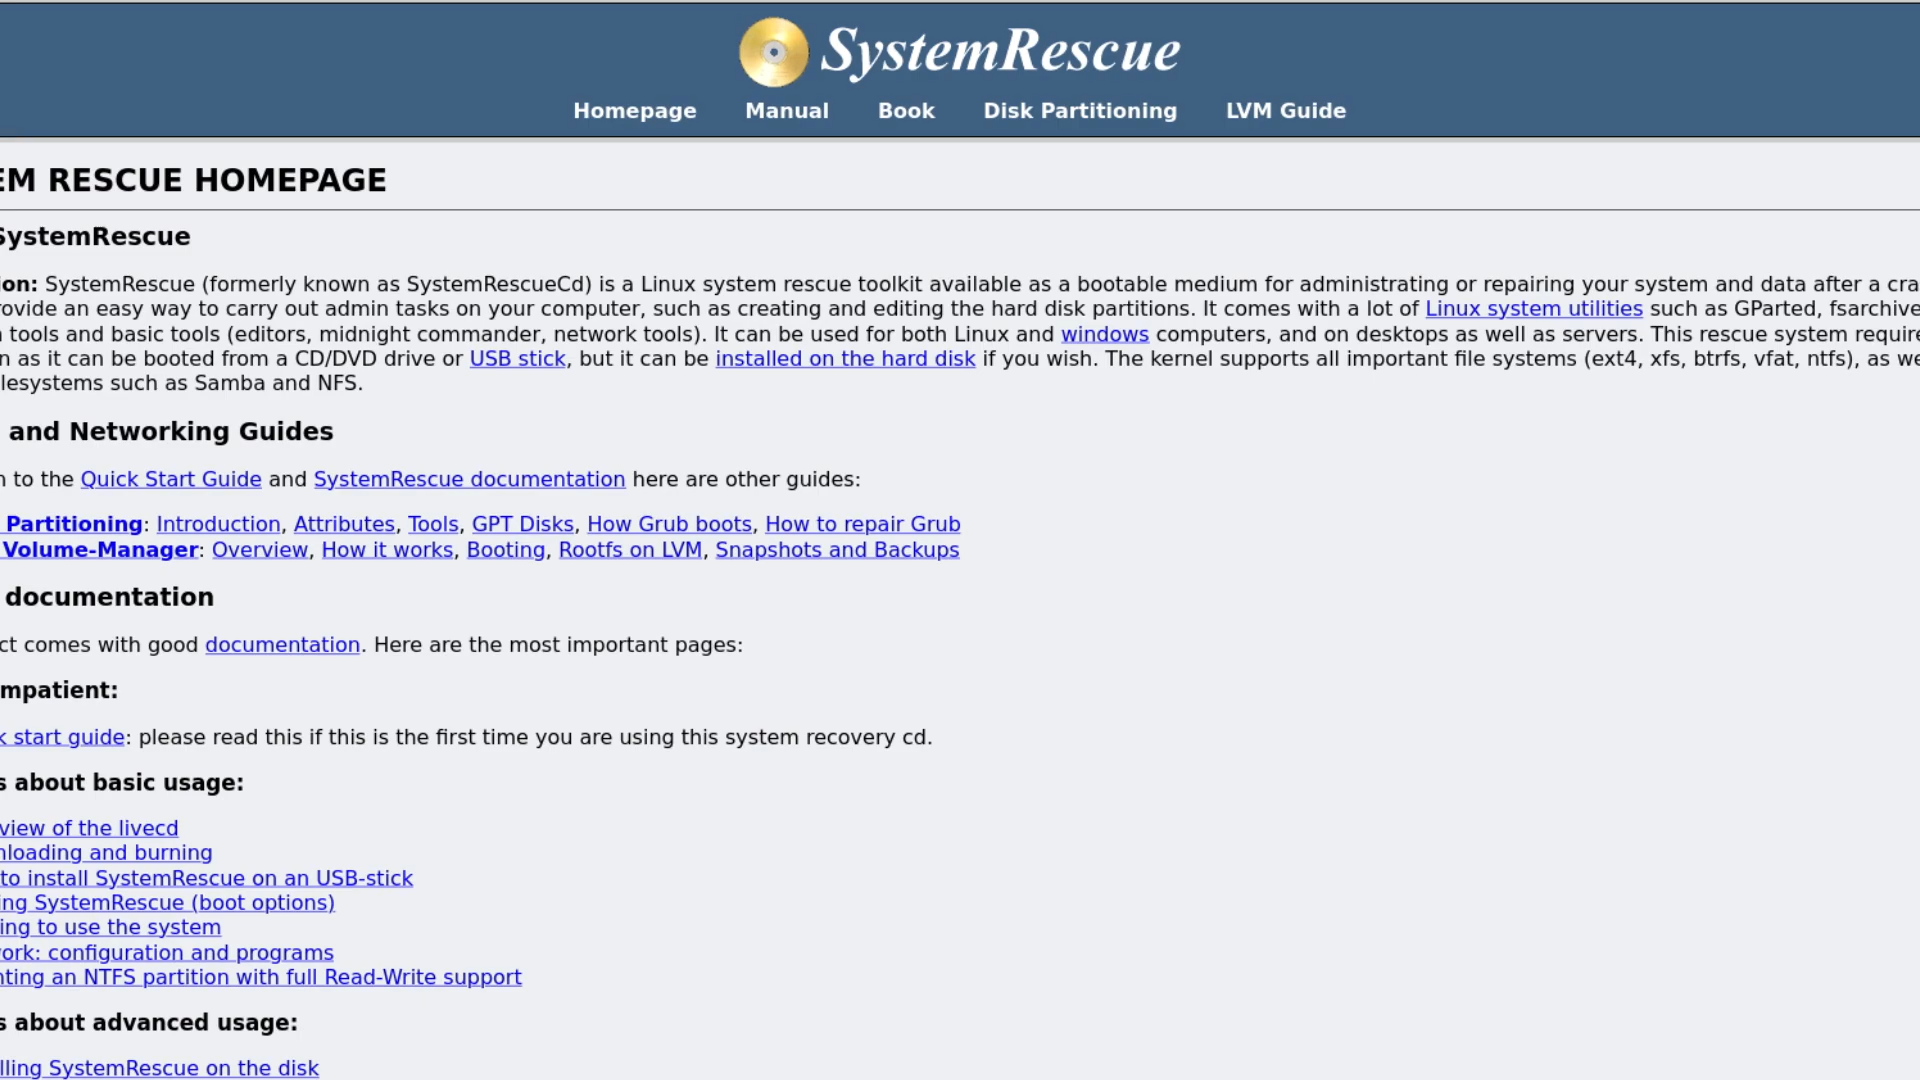 SystemRescue
Homepage Manual Book Disk Partitioning LVM Guide
EM RESCUE HOMEPAGE
SystemRescue
ion: SystemRescue (formerly known as SystemRescueCd) is a Linux system rescue toolkit available as a bootable medium for administrating or repairing your system and data after a cra
rovide an easy way to carry out admin tasks on your computer, such as creating and editing the hard disk partitions. It comes with a lot of Linux system utilities such as GParted, fsarchive
tools and basic tools (editors, midnight commander, network tools). It can be used for both Linux and windows computers, and on desktops as well as servers. This rescue system require
n as it can be booted from a CD/DVD drive or USB stick, but it can be installed on the hard disk if you wish. The kernel supports all important file systems (ext4, xfs, btrfs, vfat, ntfs), as we
lesystems such as Samba and NFS.
and Networking Guides
n to the Quick Start Guide and SystemRescue documentation here are other guides:
Partitioning: Introduction, Attributes, Tools, GPT Disks, How Grub boots, How to repair Grub
Volume-Manager: Overview, How it works, Booting, Rootfs on LVM, Snapshots and Backups
documentation
ct comes with good documentation. Here are the most important pages:
mpatient:
k start guide: please read this if this is the first time you are using this system recovery cd.
s about basic usage:
view of the livecd
nloading and burning
to install SystemRescue on an USB-stick
ing SystemRescue (boot options)
ing to use the system
ork: configuration and programs
nting an NTFS partition with full Read-Write support
s about advanced usage:
lling SystemRescue on the disk